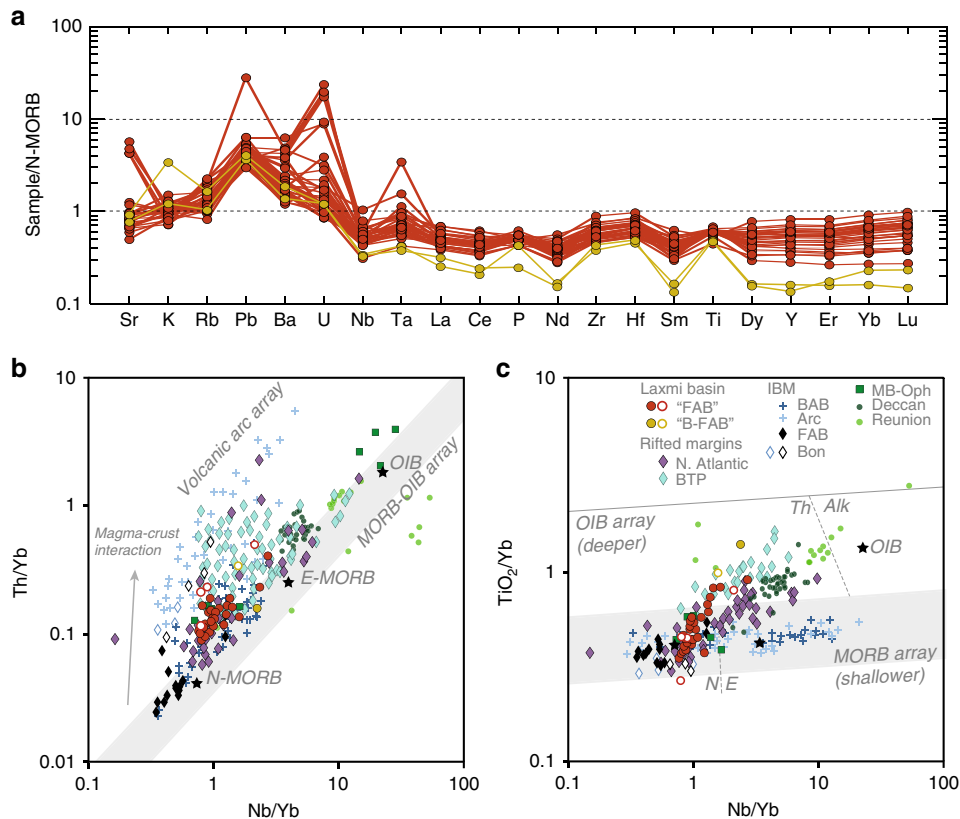 a
100
10
1
0.1
Sample/N-MORB
Sr K Rb Pb Ba U Nb Ta La Ce P Nd Zr Hf Sm Ti Dy Y Er Yb Lu
b
10
1
0.1
0.01
Th/Yb
Volcanic arc array
Magma-crust
interaction
OIB
MORB-OIB array
E-MORB
N-MORB
0.1 1 10 100
Nb/Yb
c
10
1
0.1
TiO2/Yb
Laxmi basin
"FAB"
"B-FAB"
Rifted margins
N. Atlantic
BTP
IBM
BAB
Arc
FAB
Bon
MB-Oph
Deccan
Reunion
OIB array
(deeper)
Th Alk
OIB
MORB array
(shallower)
N E
0.1 1 10 100
Nb/Yb